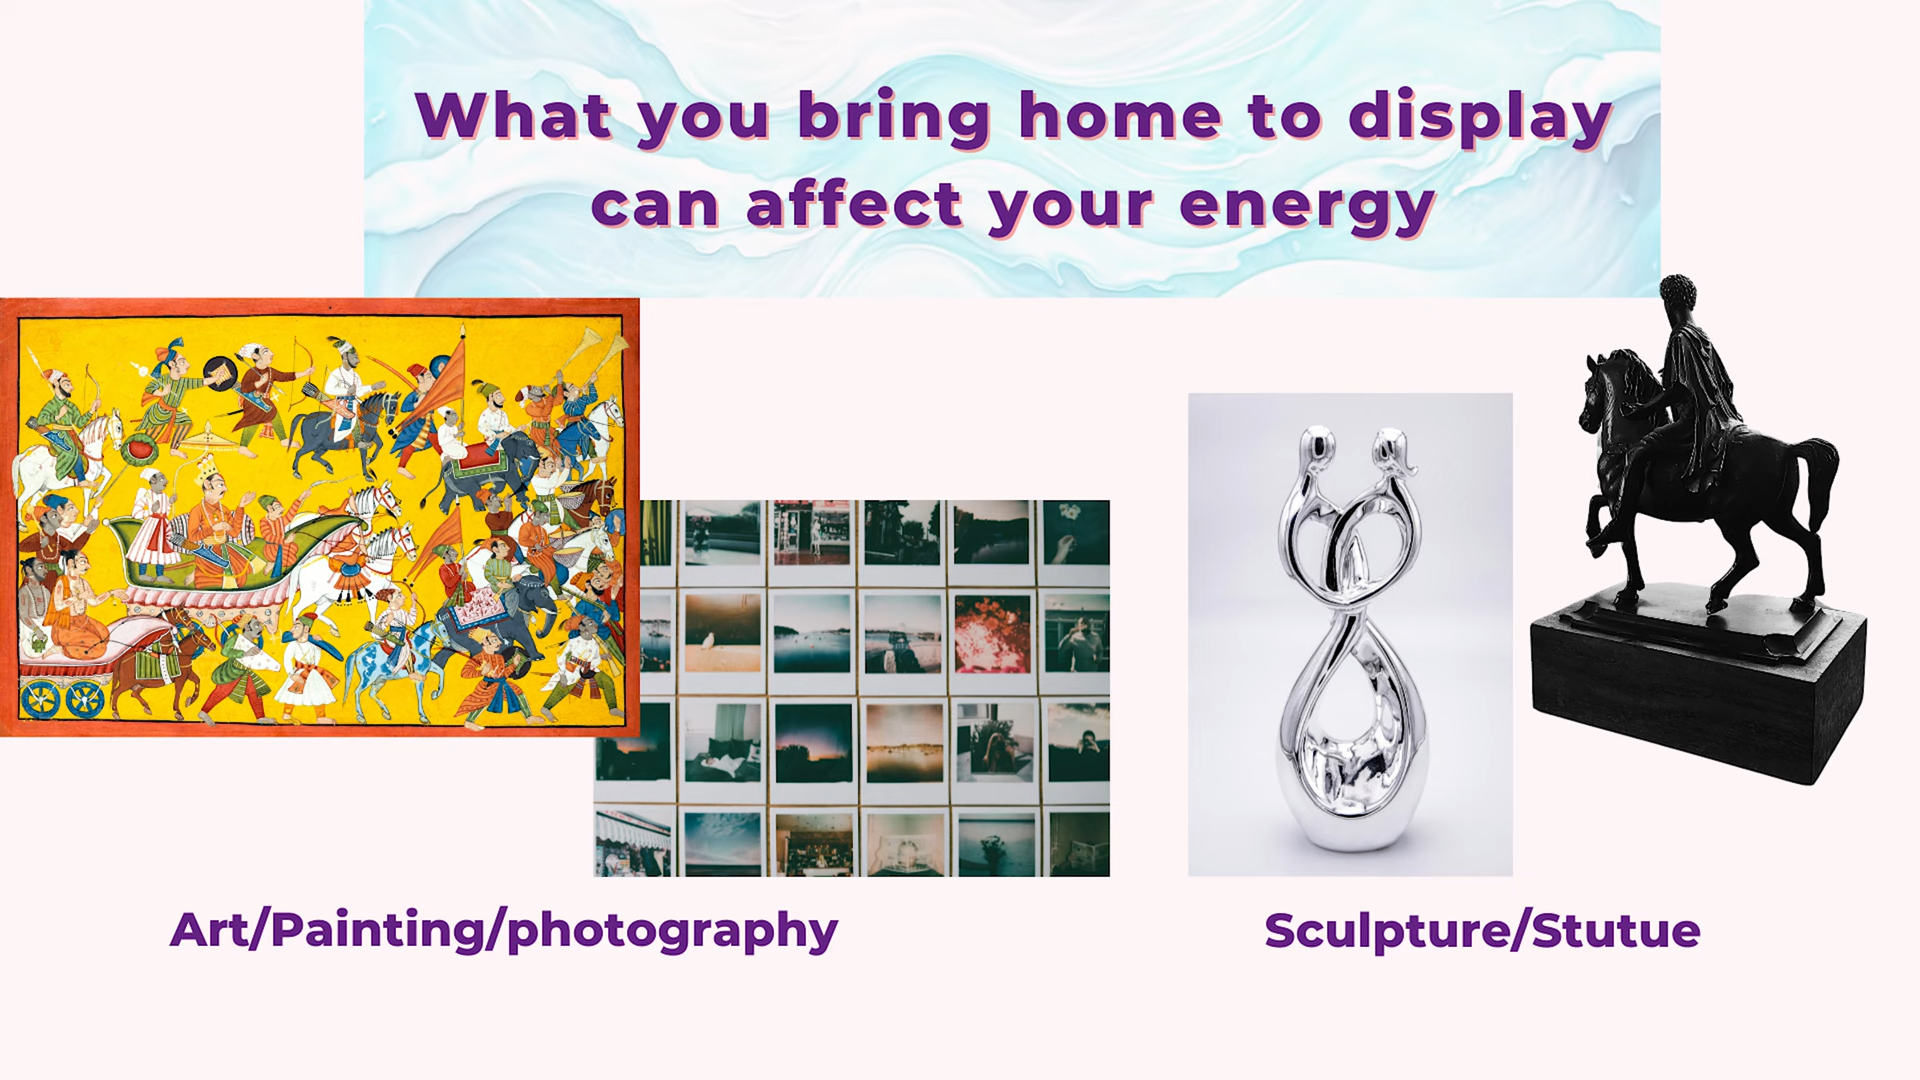 What you bring home to display
can affect your energy
Art/Painting/photography
Sculpture/Stutue